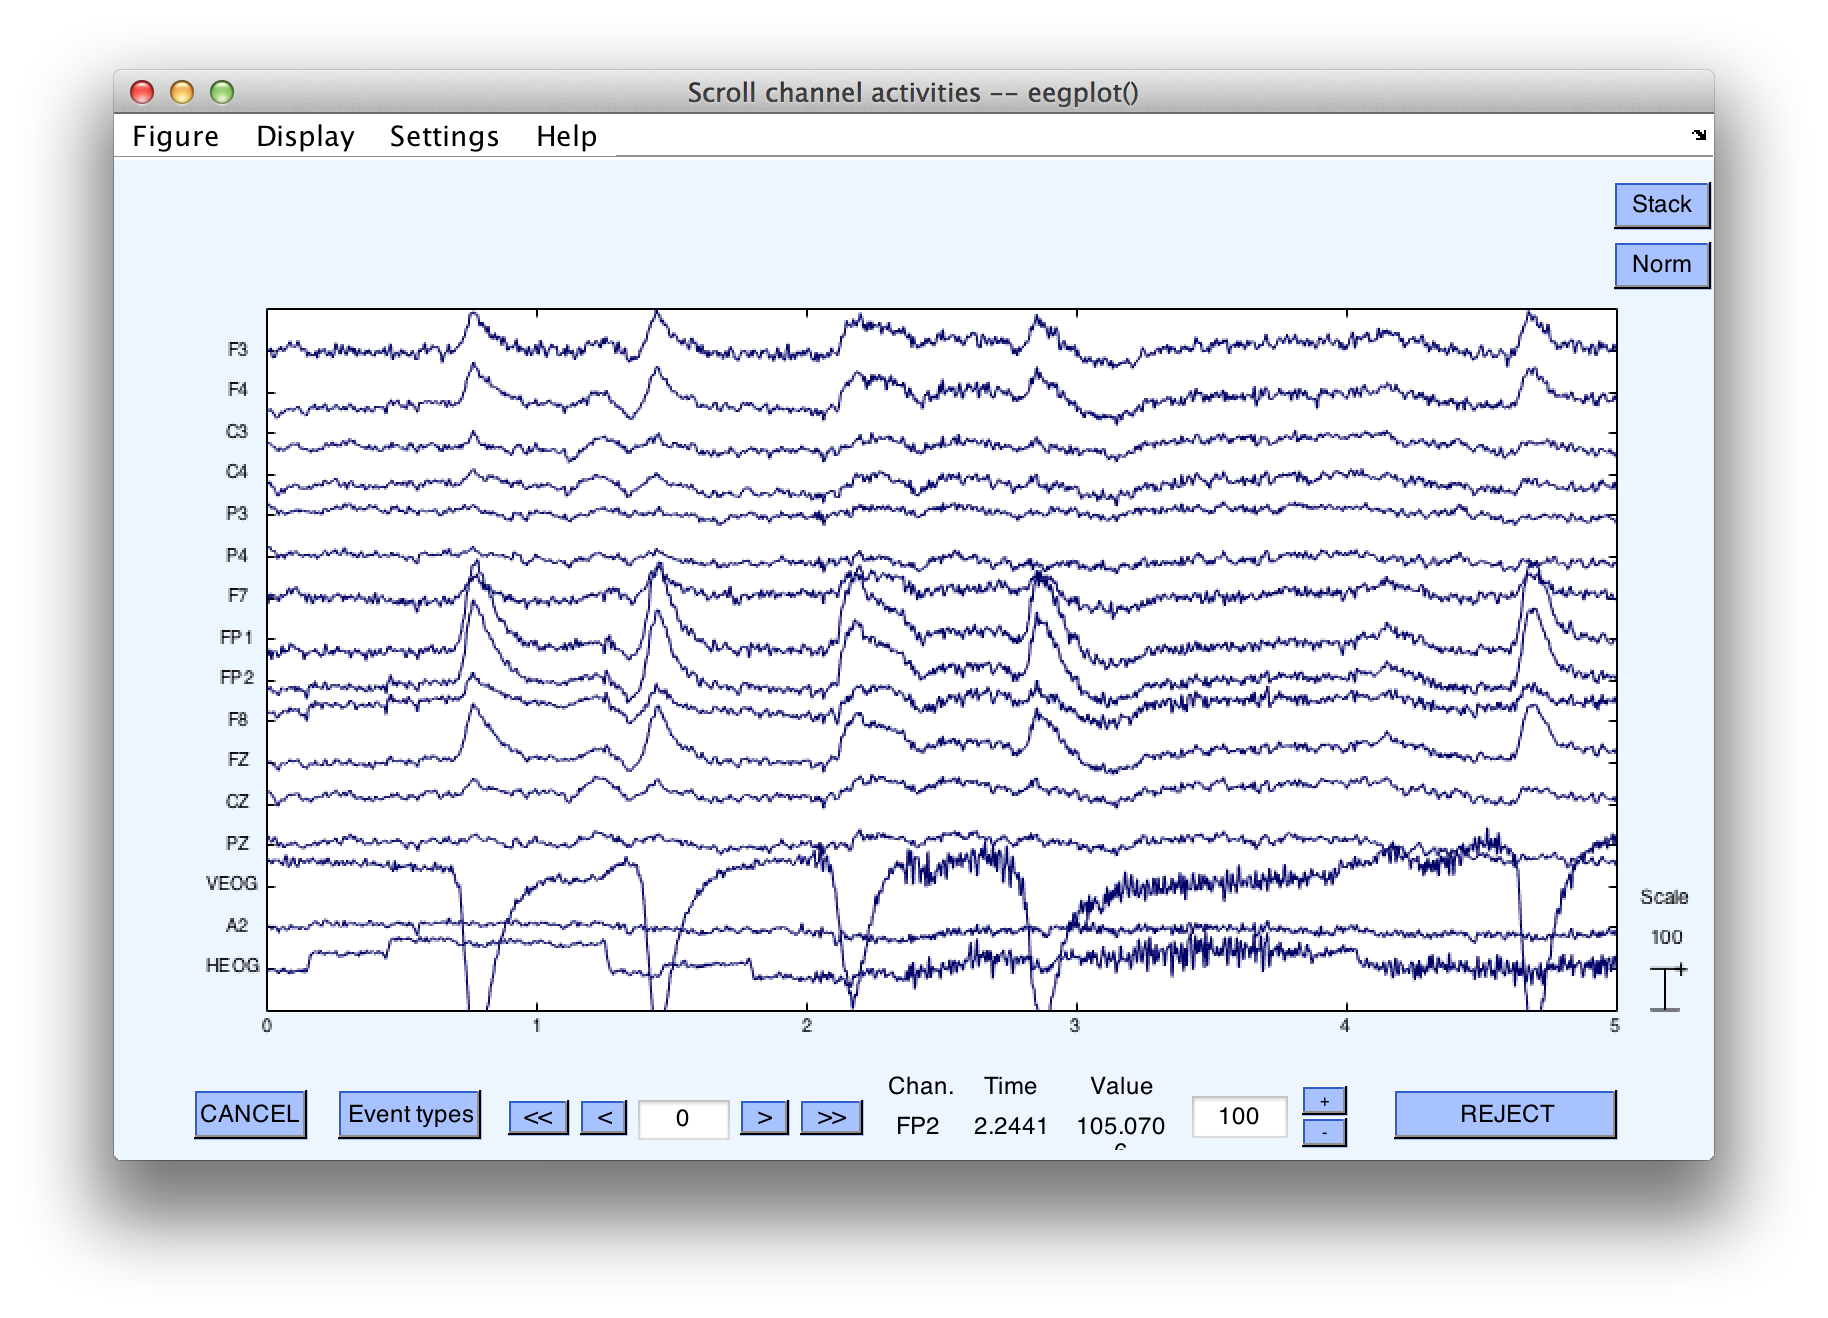 Scroll channel activities -- eegplot()
Figure Display Settings Help
Stack
Norm
F3
F4
C3
C4
P3
P4
F7
FP1
FP2
F8
FZ
CZ
PZ
VEOG
A2
HEOG
Scale
100
0 1 2 3 4 5
Chan. Time Value
CANCEL Event types << < 0 > >> FP2 2.2441 105.070 100 + - REJECT